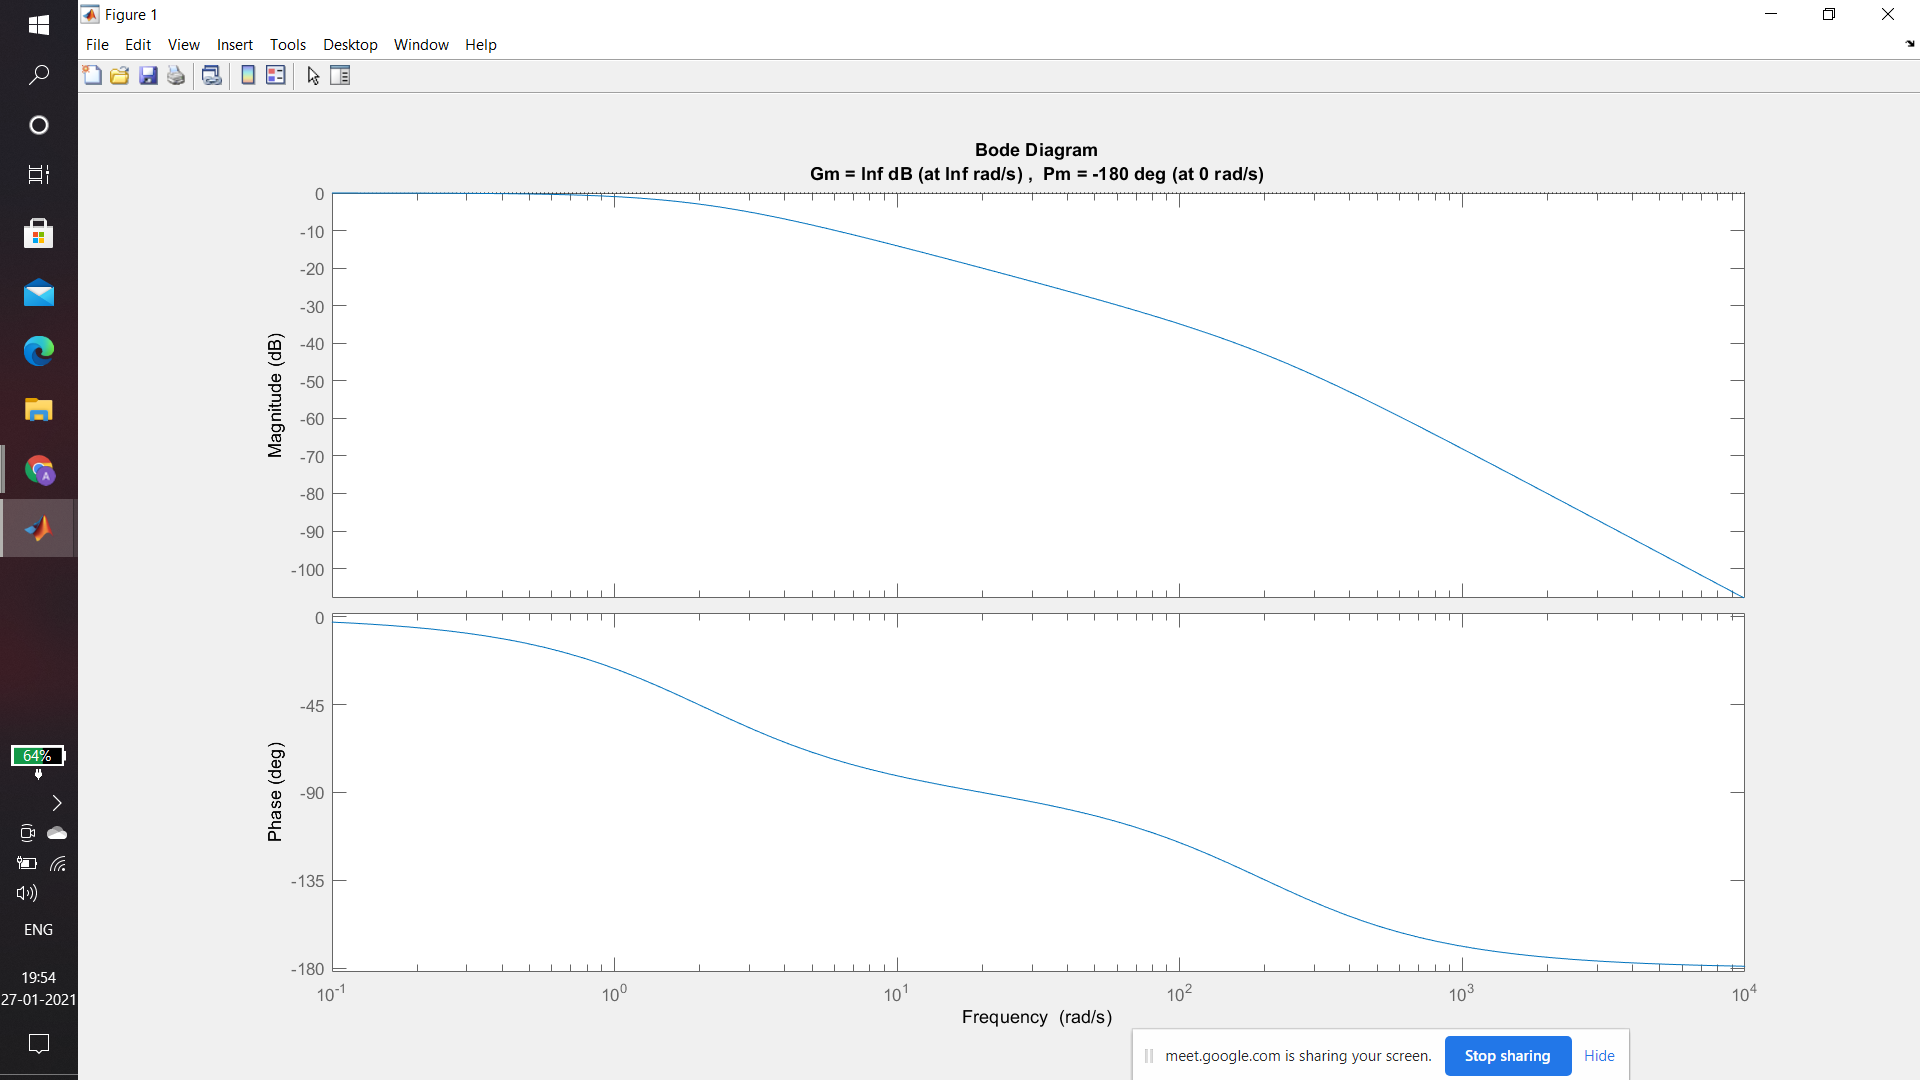 Figure 1
File Edit View Insert Tools Desktop Window Help
Bode Diagram
Gm = Inf dB (at Inf rad/s) , Pm = -180 deg (at 0 rad/s)
0
-10
-20
-30
-40
-50
-60
-70
-80
-90
-100
Magnitude (dB)
0
-45
-90
-135
-180
Phase (deg)
10^-1 10^0 10^1 10^2 10^3 10^4
Frequency (rad/s)
A
64%
ENG
19:54
27-01-2021
meet.google.com is sharing your screen. Stop sharing Hide